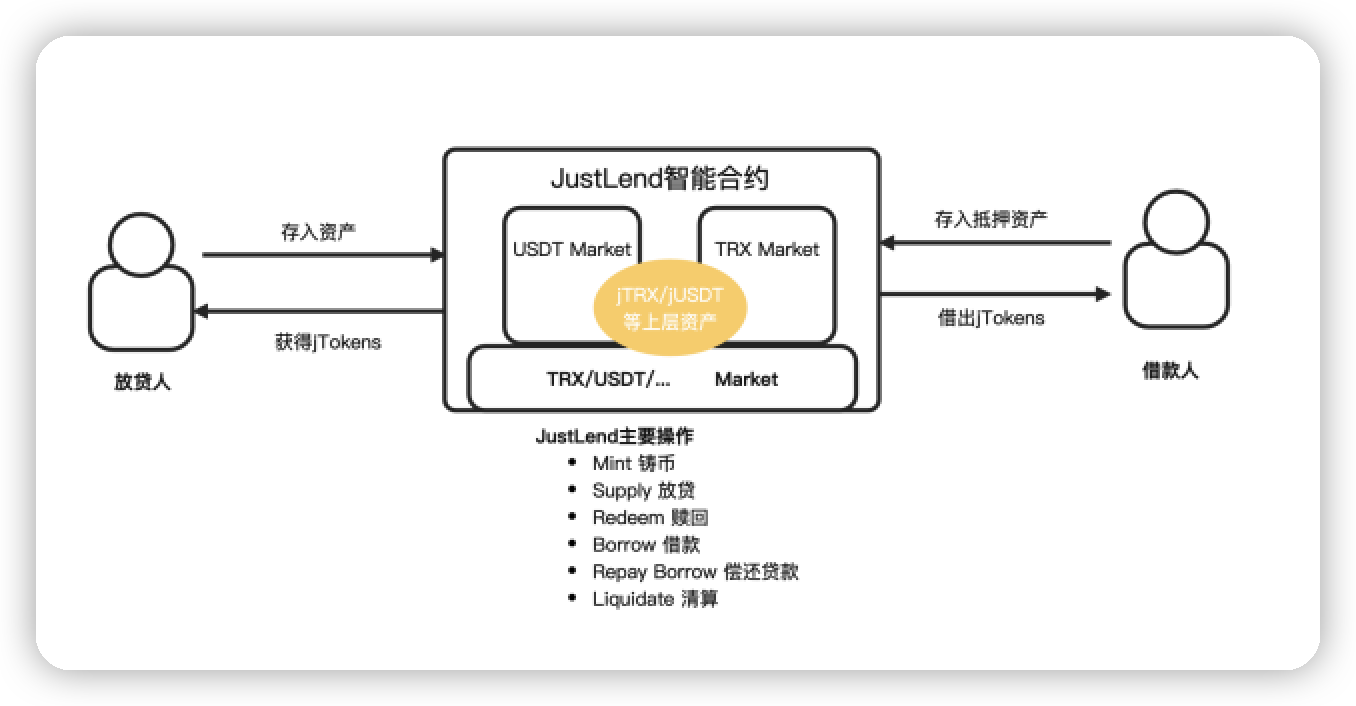 JustLend智能合约
存入资产
获得jTokens
放贷人
USDT Market
TRX Market
jTRX/jUSDT
等上层资产
TRX/USDT/... Market
存入抵押资产
借出jTokens
借款人
JustLend主要操作
• Mint 铸币
• Supply 放贷
• Redeem 赎回
• Borrow 借款
• Repay Borrow 偿还贷款
• Liquidate 清算